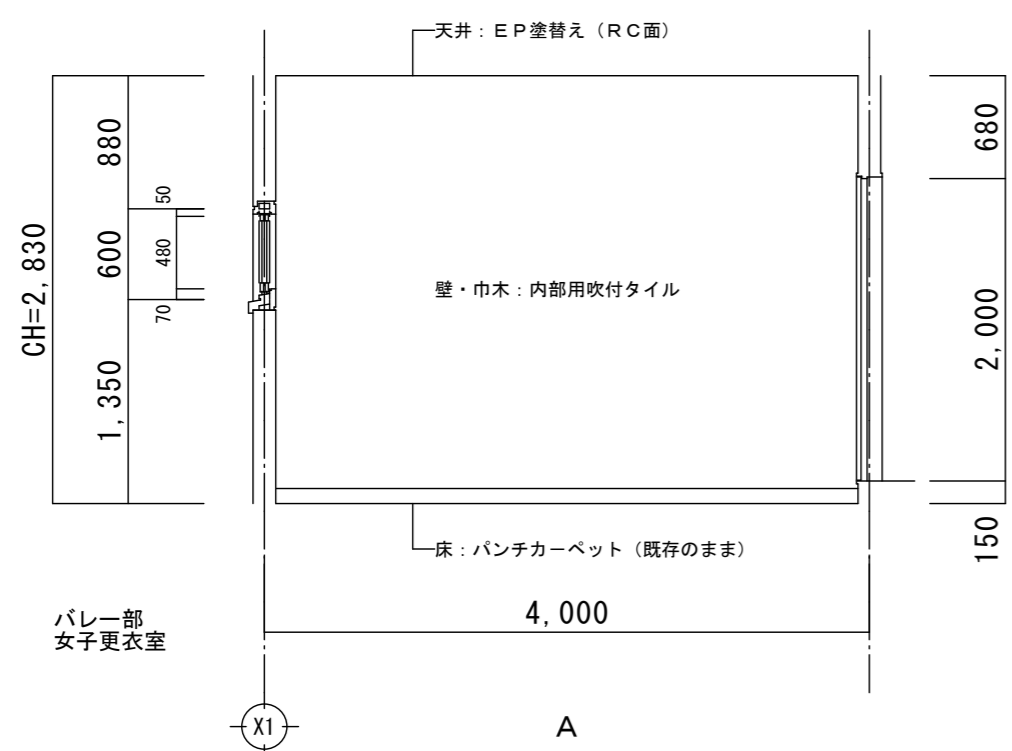 天井：ＥＰ塗替え（ＲＣ面）
CH=2,830
880
600
1,350
50
480
70
壁・巾木：内部用吹付タイル
680
2,000
150
床：パンチカーペット（既存のまま）
4,000
バレー部
女子更衣室
X1
A